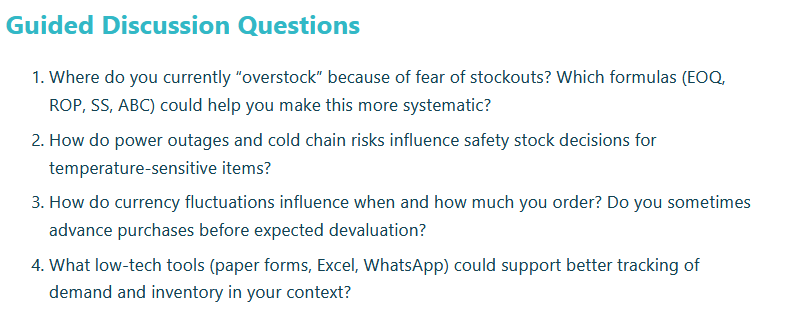 Guided Discussion Questions
1. Where do you currently “overstock” because of fear of stockouts? Which formulas (EOQ,
ROP, SS, ABC) could help you make this more systematic?
2. How do power outages and cold chain risks influence safety stock decisions for
temperature-sensitive items?
3. How do currency fluctuations influence when and how much you order? Do you sometimes
advance purchases before expected devaluation?
4. What low-tech tools (paper forms, Excel, WhatsApp) could support better tracking of
demand and inventory in your context?